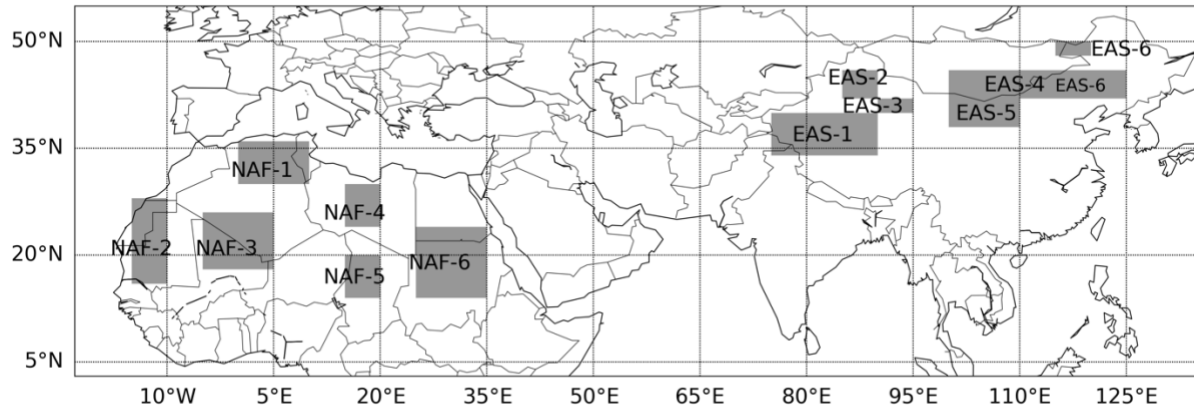 50°N
35°N
20°N
5°N
EAS-6
EAS-2
EAS-4
EAS-6
EAS-3
EAS-5
EAS-1
NAF-1
NAF-4
NAF-2
NAF-3
NAF-6
NAF-5
10°W 5°E 20°E 35°E 50°E 65°E 80°E 95°E 110°E 125°E